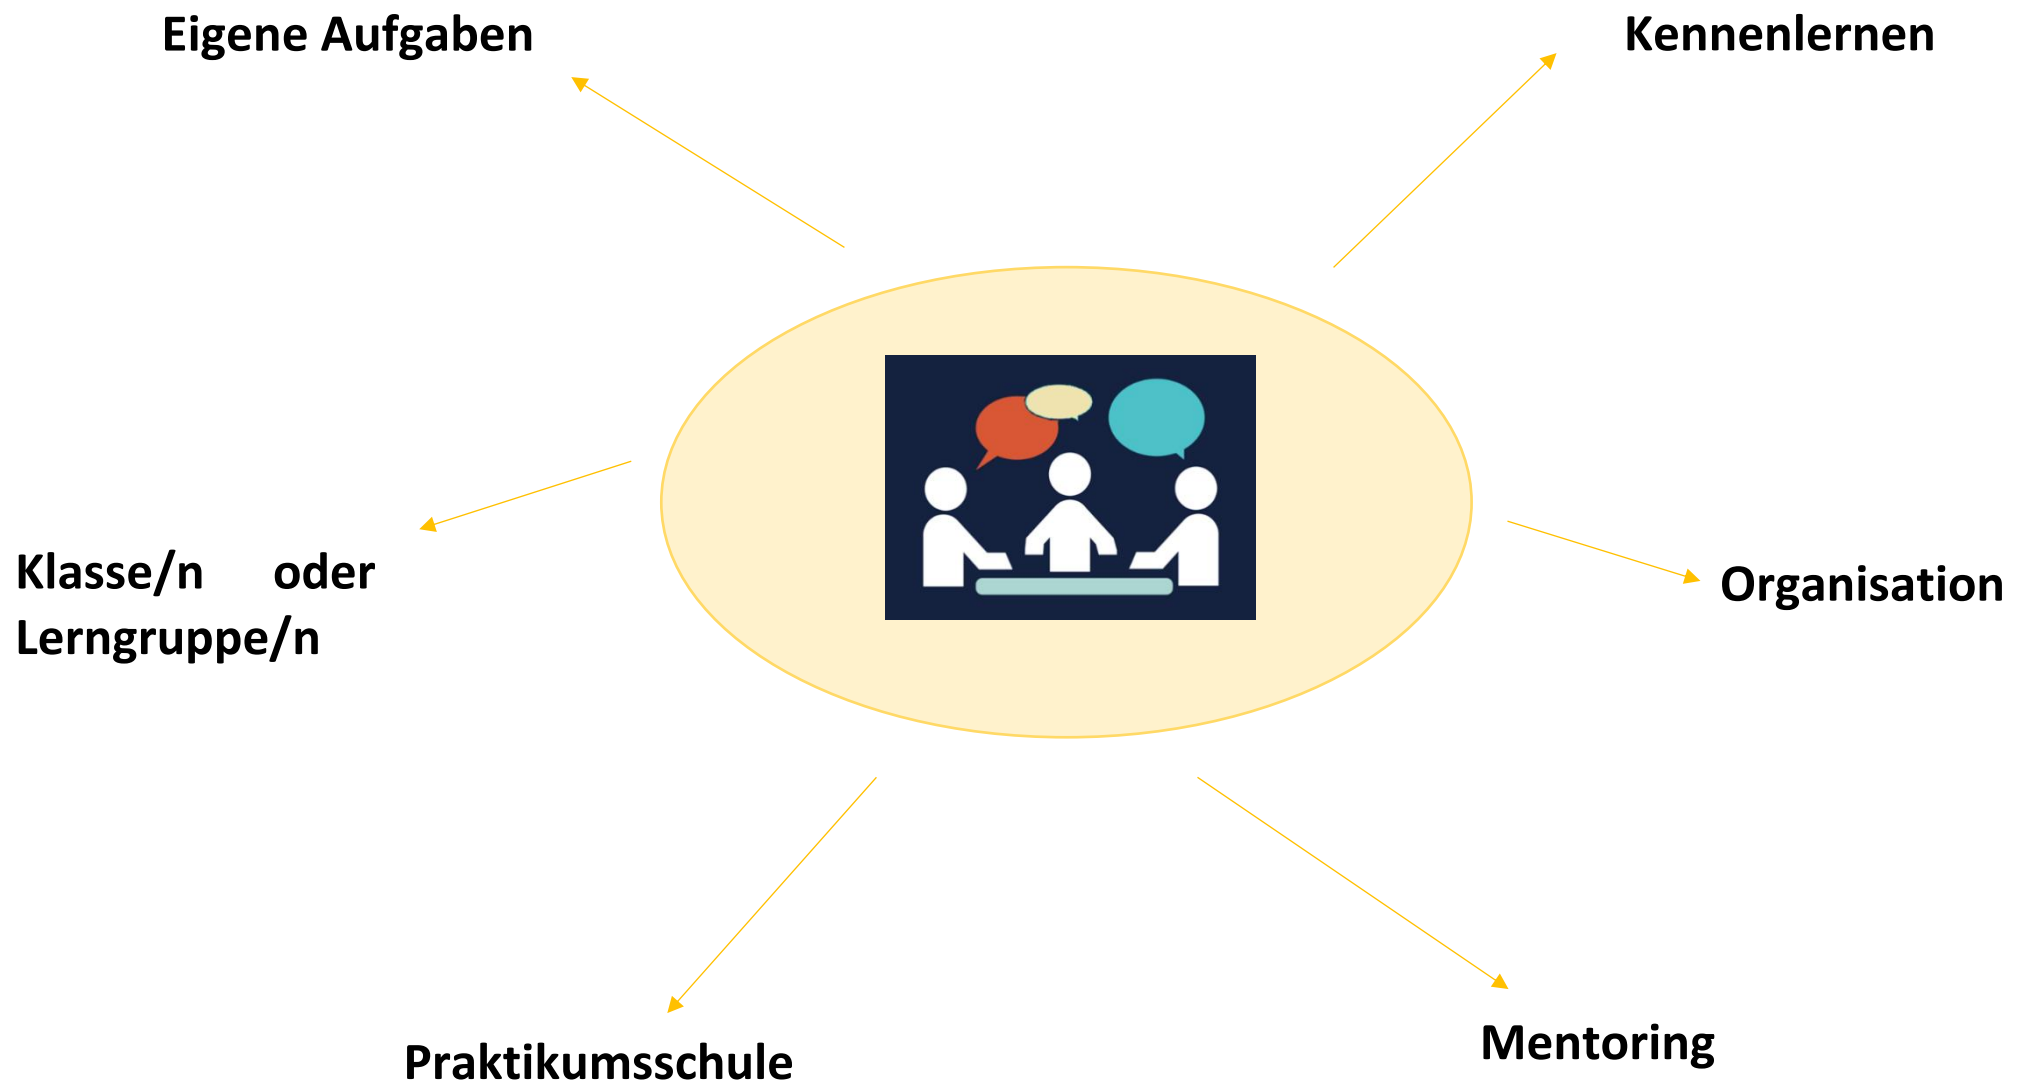 Eigene Aufgaben
Kennenlernen
Klasse/n oder
Lerngruppe/n
Organisation
Praktikumsschule
Mentoring